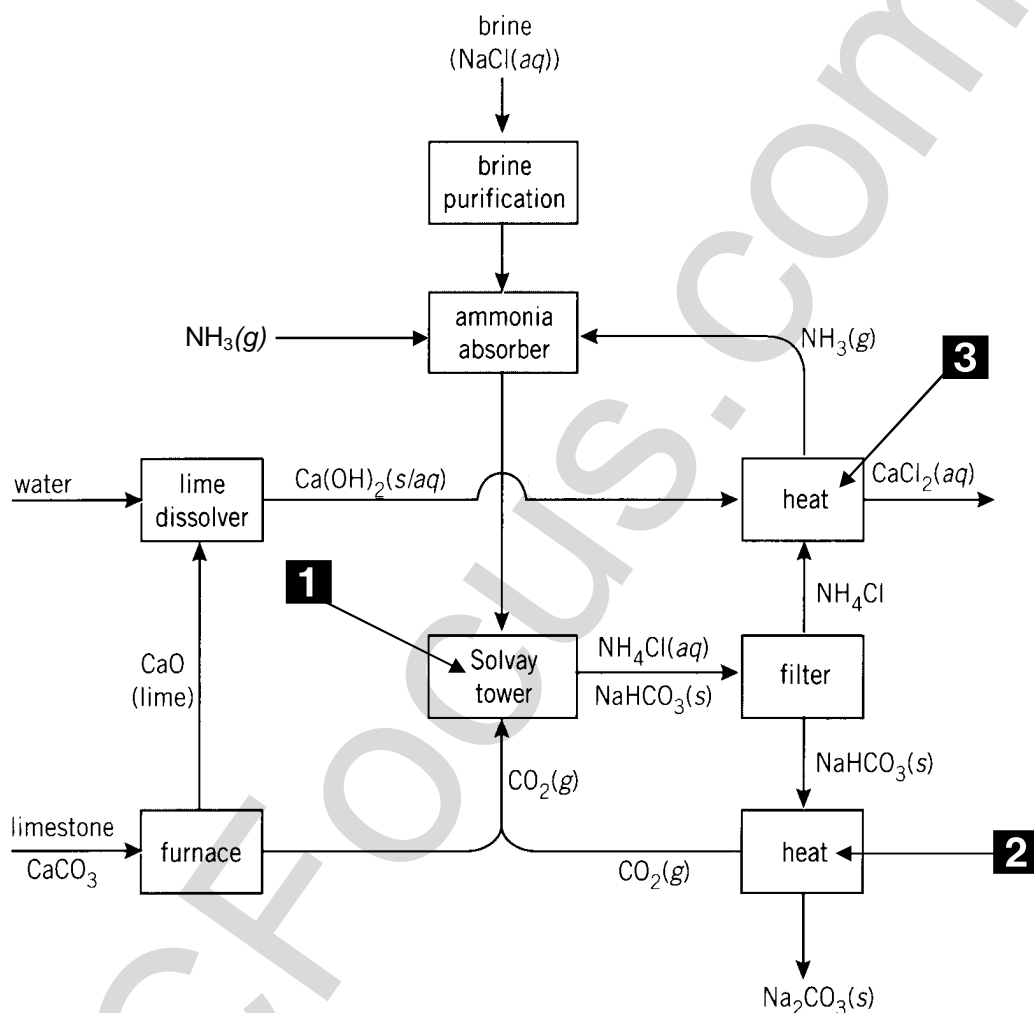 brine
(NaCl(aq))
brine
purification
NH₃(g)
ammonia
absorber
NH₃(g)
3
water
lime
dissolver
Ca(OH)₂(s/aq)
heat
CaCl₂(aq)
1
NH₄Cl
CaO
(lime)
Solvay
tower
NH₄Cl(aq)
NaHCO₃(s)
filter
CO₂(g)
NaHCO₃(s)
limestone
CaCO₃
furnace
CO₂(g)
heat
2
Na₂CO₃(s)
CFocus.com